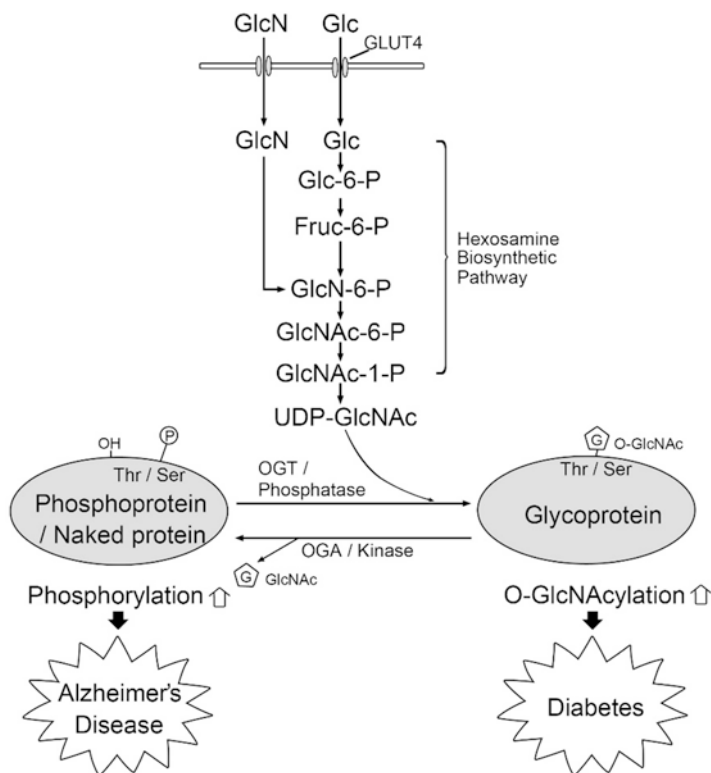 GlcN
Glc
GLUT4
GlcN
Glc
Glc-6-P
Fruc-6-P
Hexosamine
Biosynthetic
Pathway
GlcN-6-P
GlcNAc-6-P
GlcNAc-1-P
UDP-GlcNAc
OH
P
Thr / Ser
Phosphoprotein
/ Naked protein
OGT /
Phosphatase
G
O-GlcNAc
Thr / Ser
Glycoprotein
OGA / Kinase
G
GlcNAc
Phosphorylation
O-GlcNAcylation
Alzheimer's
Disease
Diabetes